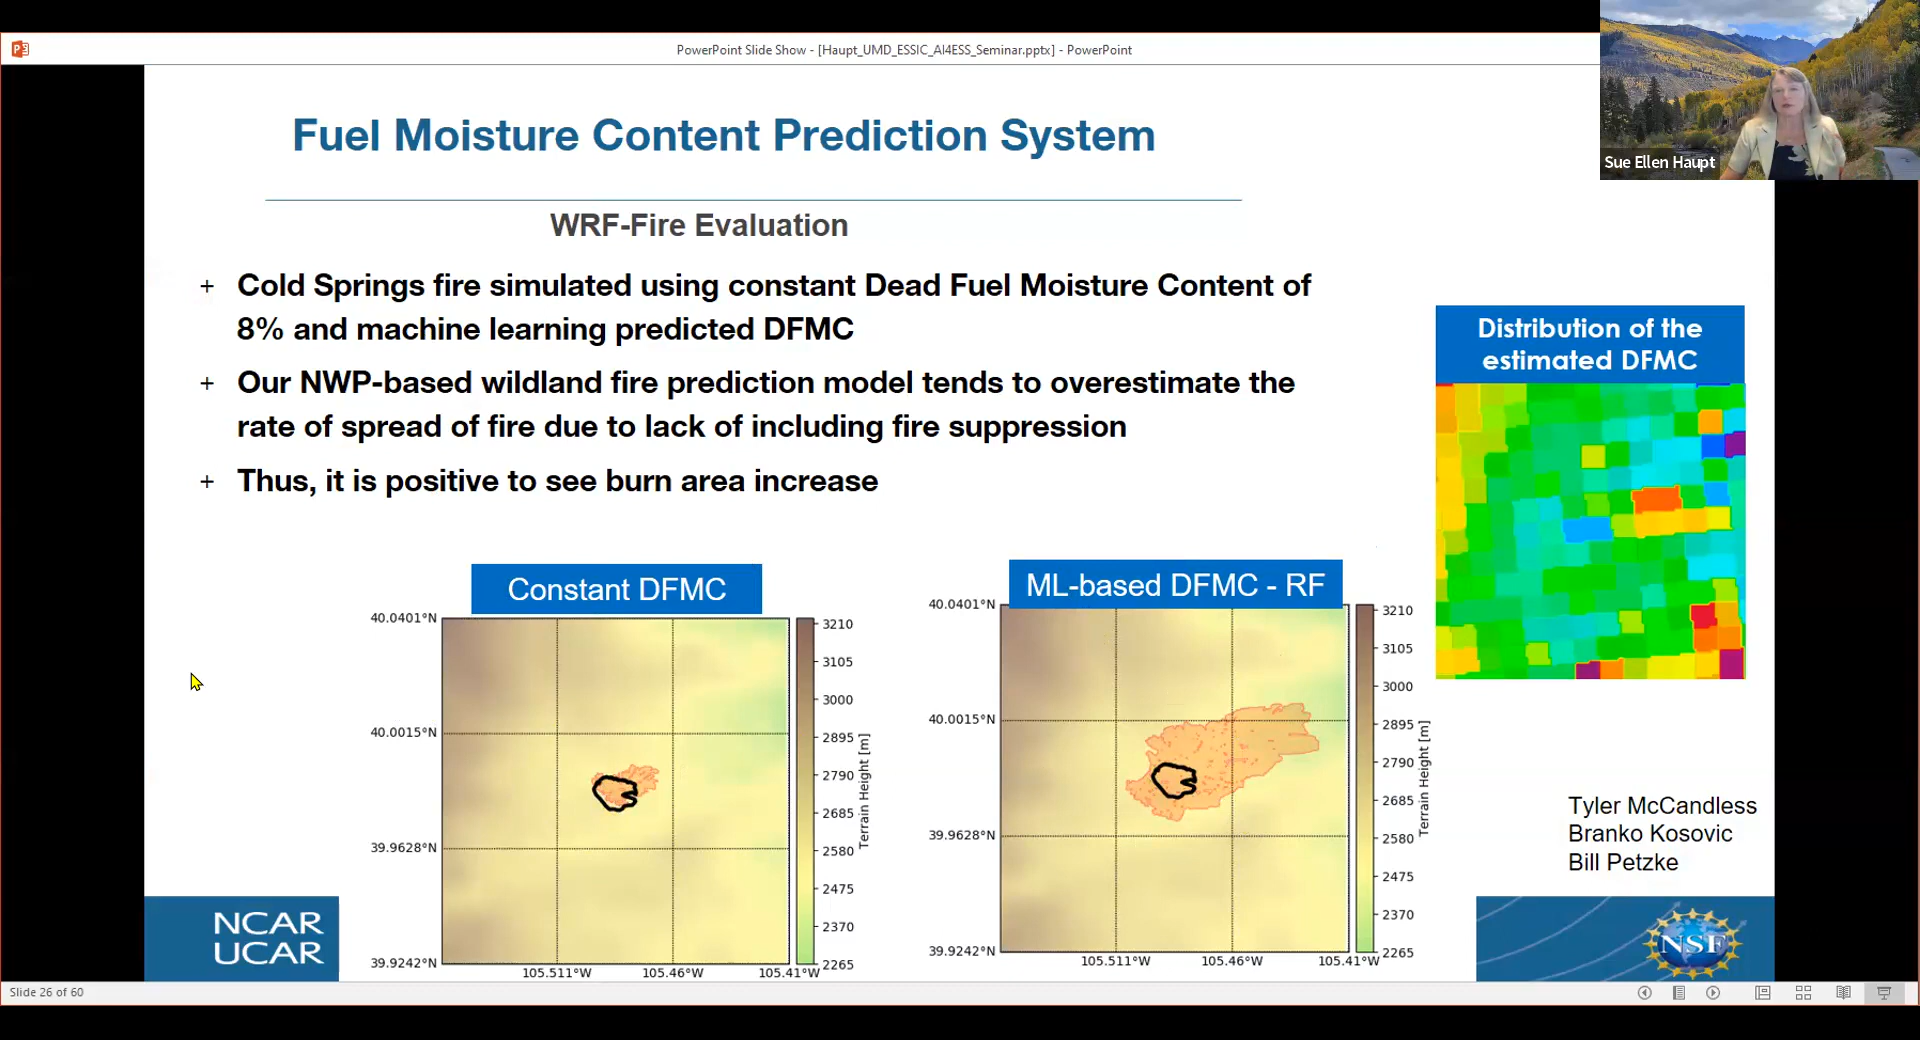 PowerPoint Slide Show - [Haupt_UMD_ESSIC_AI4ESS_Seminar.pptx] - PowerPoint
Sue Ellen Haupt
Fuel Moisture Content Prediction System
WRF-Fire Evaluation
+ Cold Springs fire simulated using constant Dead Fuel Moisture Content of
8% and machine learning predicted DFMC
+ Our NWP-based wildland fire prediction model tends to overestimate the
rate of spread of fire due to lack of including fire suppression
+ Thus, it is positive to see burn area increase
Distribution of the
estimated DFMC
Constant DFMC
40.0401°N
40.0015°N
39.9628°N
39.9242°N
105.511°W 105.46°W 105.41°W
3210
3105
3000
2895
2790
2685
2580
2475
2370
2265
Terrain Height [m]
ML-based DFMC - RF
40.0401°N
40.0015°N
39.9628°N
39.9242°N
105.511°W 105.46°W 105.41°W
3210
3105
3000
2895
2790
2685
2580
2475
2370
2265
Terrain Height [m]
Tyler McCandless
Branko Kosovic
Bill Petzke
NCAR
UCAR
NSF
Slide 26 of 60